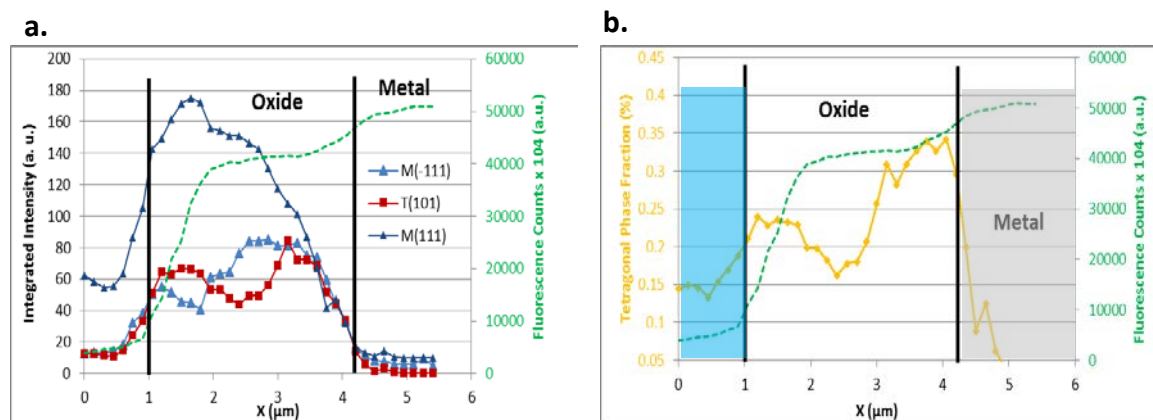 a.
200
180
160
140
120
100
80
60
40
20
0
Integrated Intensity (a. u.)
0 1 2 3 4 5 6
X (µm)
Oxide
Metal
M(-111)
T(101)
M(111)
60000
50000
40000
30000
20000
10000
0
Fluorescence Counts x 104 (a.u.)
b.
0.45
0.4
0.35
0.3
0.25
0.2
0.15
0.1
0.05
Tetragonal Phase Fraction (%)
0 1 2 3 4 5 6
X (µm)
Oxide
Metal
60000
50000
40000
30000
20000
10000
0
Fluorescence Counts x 104 (a.u.)